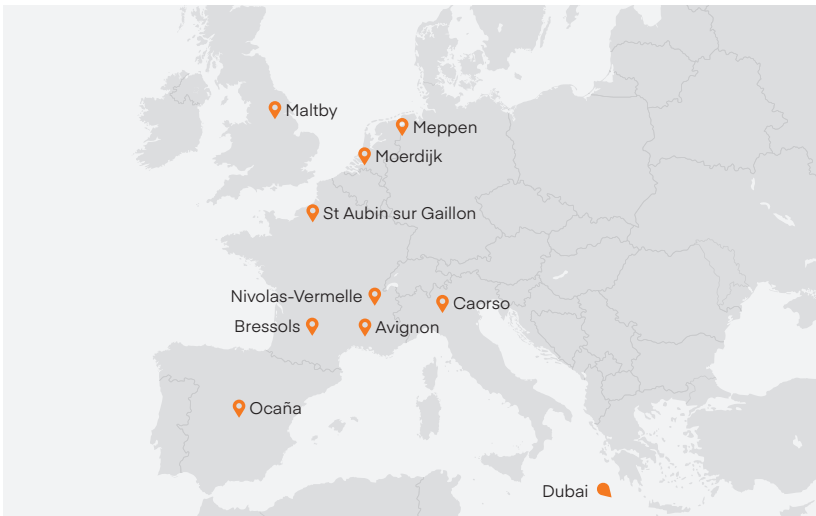 Maltby
Meppen
Moerdijk
St Aubin sur Gaillon
Nivolas-Vermelle
Caorso
Bressols
Avignon
Ocaña
Dubai